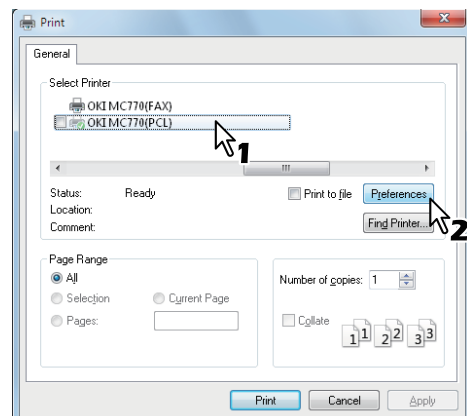 Print
General
Select Printer
OKI MC770(FAX)
OKI MC770(PCL)
1
Status: Ready
Print to file
Preferences
Location:
Comment:
Find Printer...
2
Page Range
All
Selection Current Page
Pages:
Number of copies: 1
Collate
1 1 2 2 3 3
Print Cancel Apply